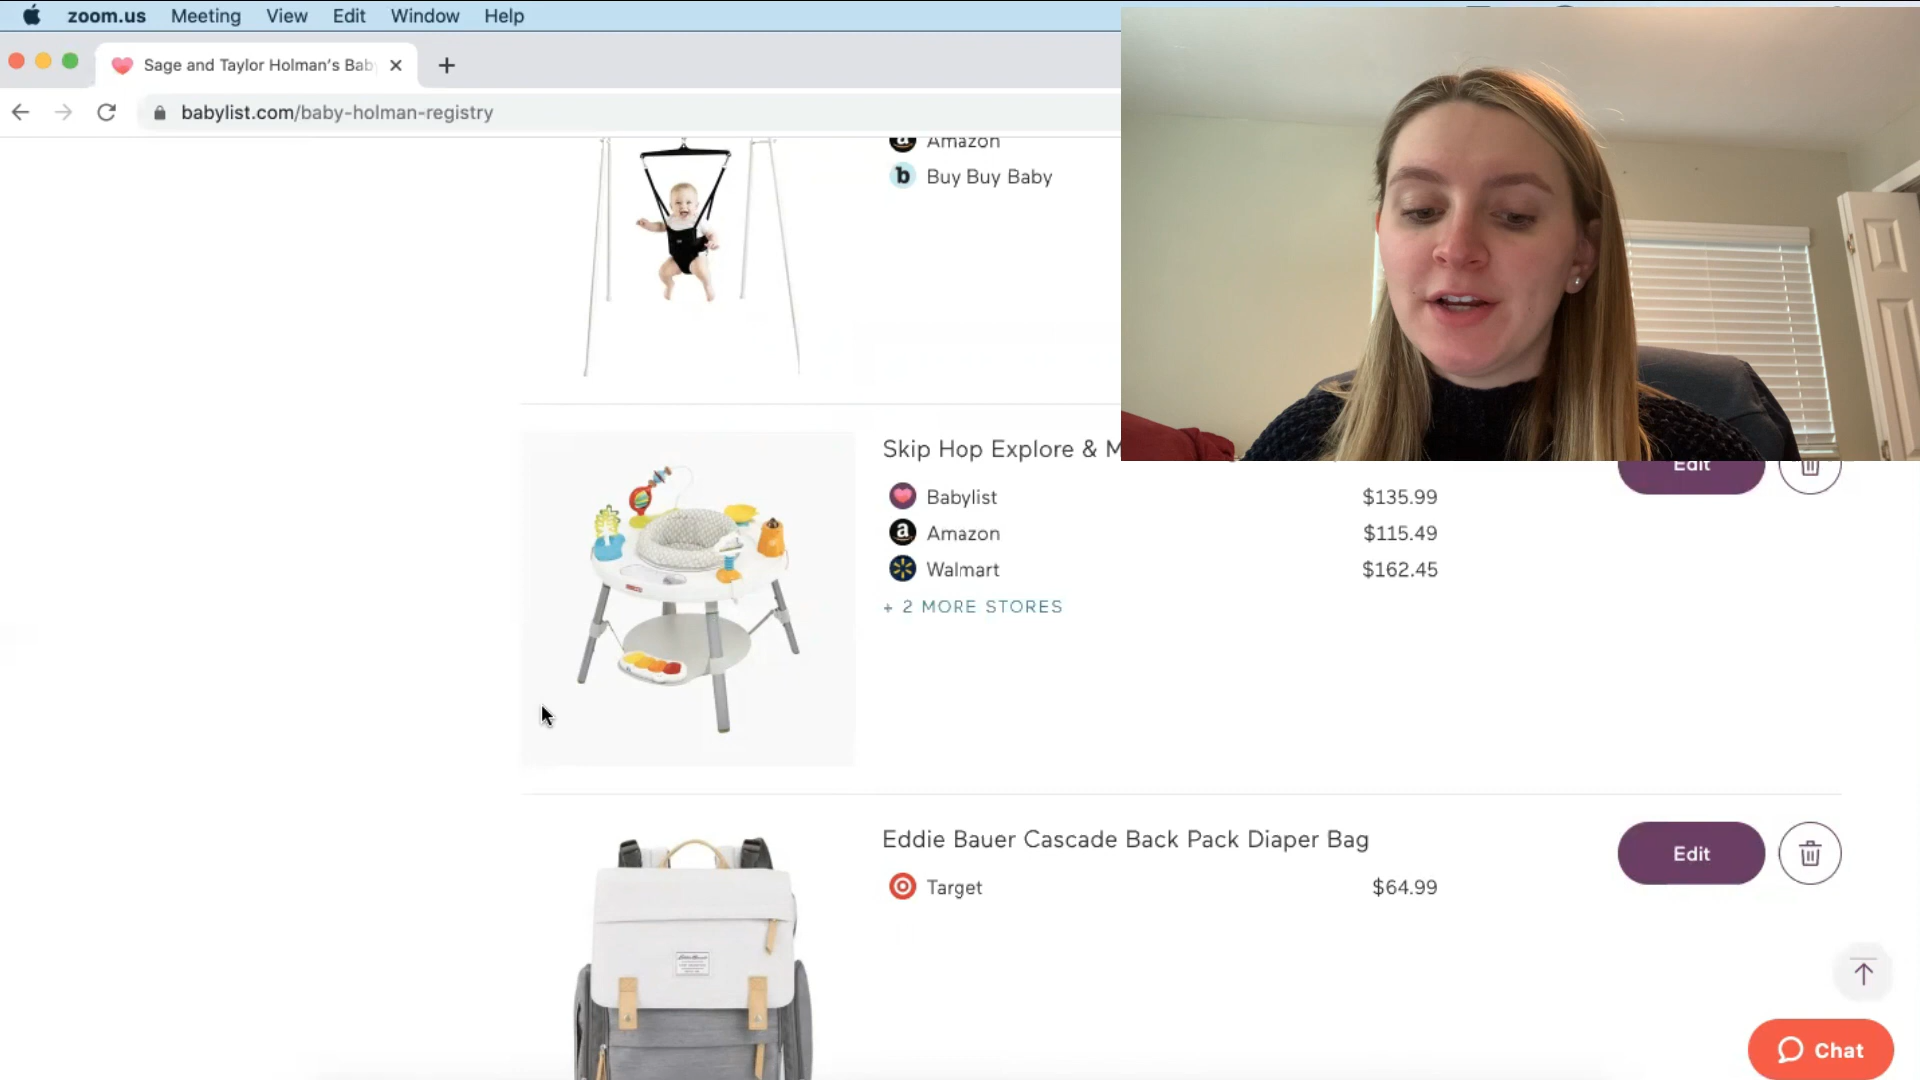 zoom.us Meeting View Edit Window Help
Sage and Taylor Holman's Bab
babylist.com/baby-holman-registry
Amazon
Buy Buy Baby
Skip Hop Explore & M
Edit
Babylist $135.99
Amazon $115.49
Walmart $162.45
+ 2 MORE STORES
Eddie Bauer Cascade Back Pack Diaper Bag
Edit
Target $64.99
Chat